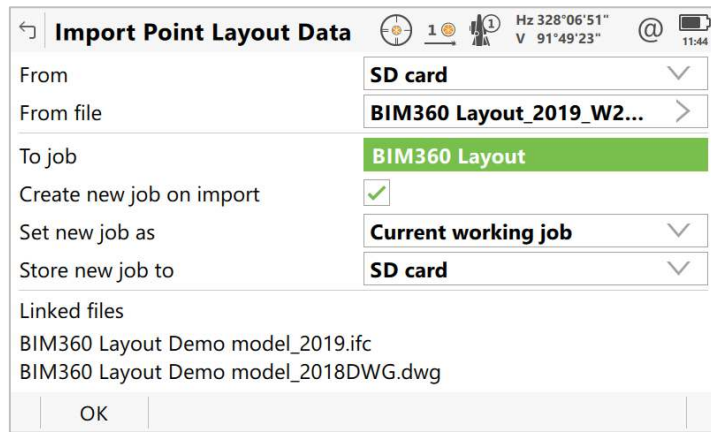 Import Point Layout Data 1 1 Hz 328°06'51" @
V 91°49'23" 11:44
From SD card
From file BIM360 Layout_2019_W2...
To job BIM360 Layout
Create new job on import
Set new job as Current working job
Store new job to SD card
Linked files
BIM360 Layout Demo model_2019.ifc
BIM360 Layout Demo model_2018DWG.dwg
OK